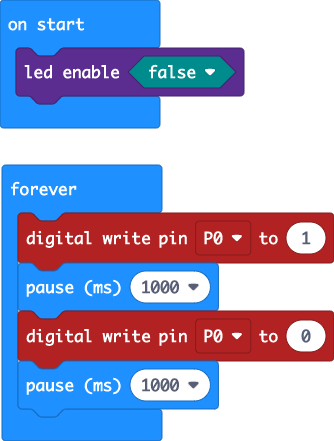 on start
led enable false
forever
digital write pin P0 to 1
pause (ms) 1000
digital write pin P0 to 0
pause (ms) 1000